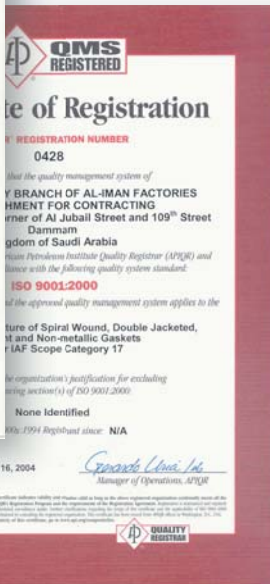 QMS
REGISTERED
te of Registration
REGISTRATION NUMBER
0428
that the quality management system of
Y BRANCH OF AL-IMAN FACTORIES
HMENT FOR CONTRACTING
rner of Al Jubail Street and 109th Street
Dammam
gdom of Saudi Arabia
rican Petroleum Institute Quality Registrar (APIQR) and
liance with the following quality system standard:
ISO 9001:2000
d the approved quality management system applies to the
ture of Spiral Wound, Double Jacketed,
nt and Non-metallic Gaskets
r IAF Scope Category 17
he organization's justification for excluding
wing section(s) of ISO 9001:2000:
None Identified
000: 1994 Registrant since: N/A
16, 2004
Manager of Operations, APIQR
QUALITY
REGISTRAR